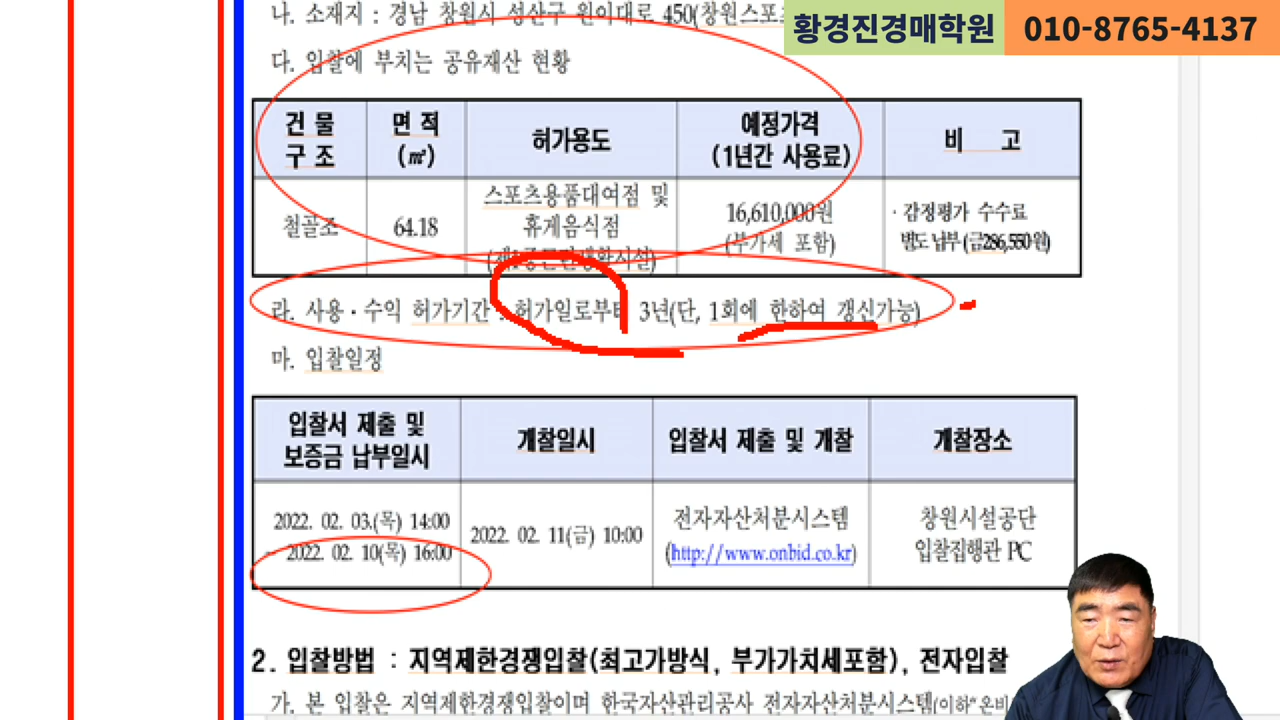 나. 소재지 : 경남 창원시 성산구 원이대로 450(창원스포
황경진경매학원 010-8765-4137
다. 입찰에 부치는 공유재산 현황
건 물 구 조 면 적 (㎡) 허가용도 예정가격 (1년간 사용료) 비 고
철골조 64.18 스포츠용품대여점 및 휴게음식점 16,610,000원 (부가세 포함) · 감정평가 수수료 별도 납부 (금286,550원)
라. 사용·수익 허가기간 : 허가일로부터 3년(단, 1회에 한하여 갱신가능)
마. 입찰일정
입찰서 제출 및 보증금 납부일시 개찰일시 입찰서 제출 및 개찰 개찰장소
2022. 02. 03.(목) 14:00 ~ 2022. 02. 10(목) 16:00 2022. 02. 11(금) 10:00 전자자산처분시스템 (http://www.onbid.co.kr) 창원시설공단 입찰집행관 PC
2. 입찰방법 : 지역제한경쟁입찰(최고가방식, 부가가치세포함), 전자입찰
가. 본 입찰은 지역제한경쟁입찰이며 한국자산관리공사 전자자산처분시스템(이하"온비